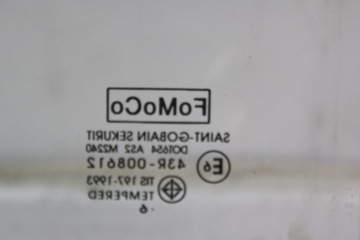 FoMoCo
SAINT-GOBAIN SEKURIT
DOT654 AS2 M2240
E6 43R-008612
TIS 197-1993
TEMPERED
.6